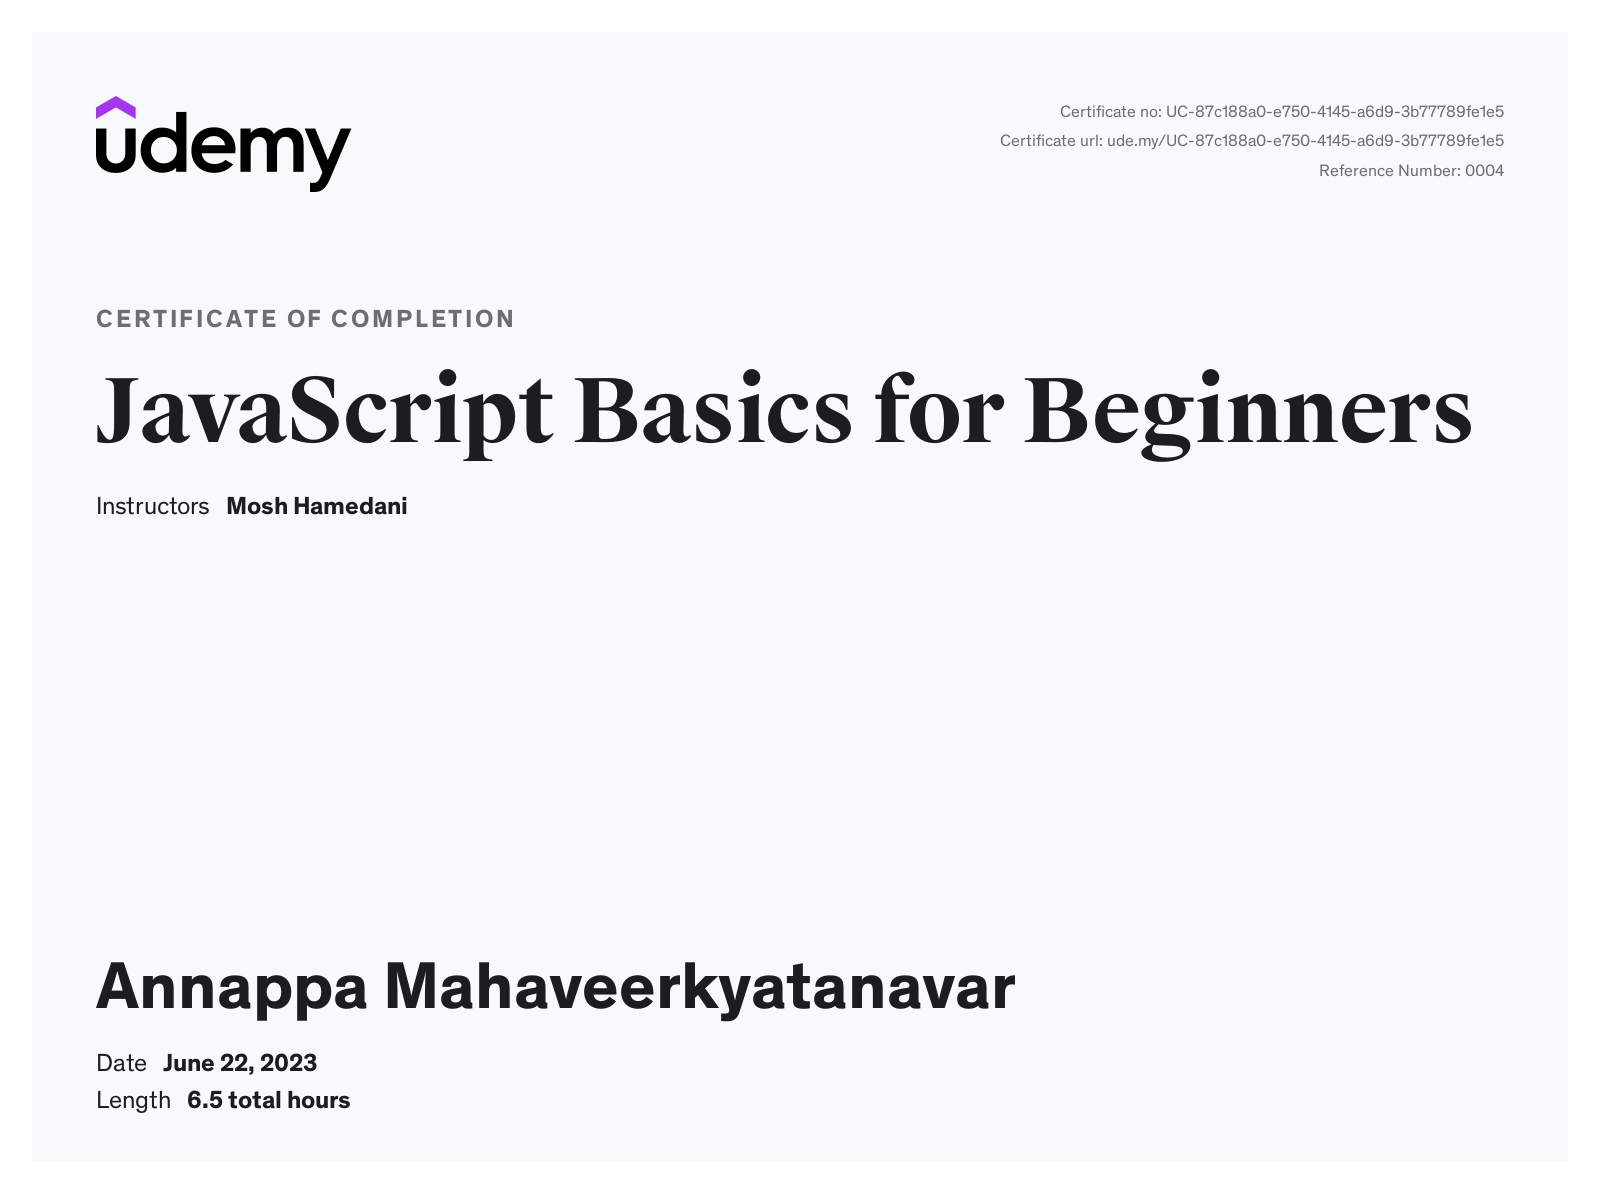 udemy
Certificate no: UC-87c188a0-e750-4145-a6d9-3b77789fe1e5
Certificate url: ude.my/UC-87c188a0-e750-4145-a6d9-3b77789fe1e5
Reference Number: 0004
CERTIFICATE OF COMPLETION
JavaScript Basics for Beginners
Instructors Mosh Hamedani
Annappa Mahaveerkyatanavar
Date June 22, 2023
Length 6.5 total hours